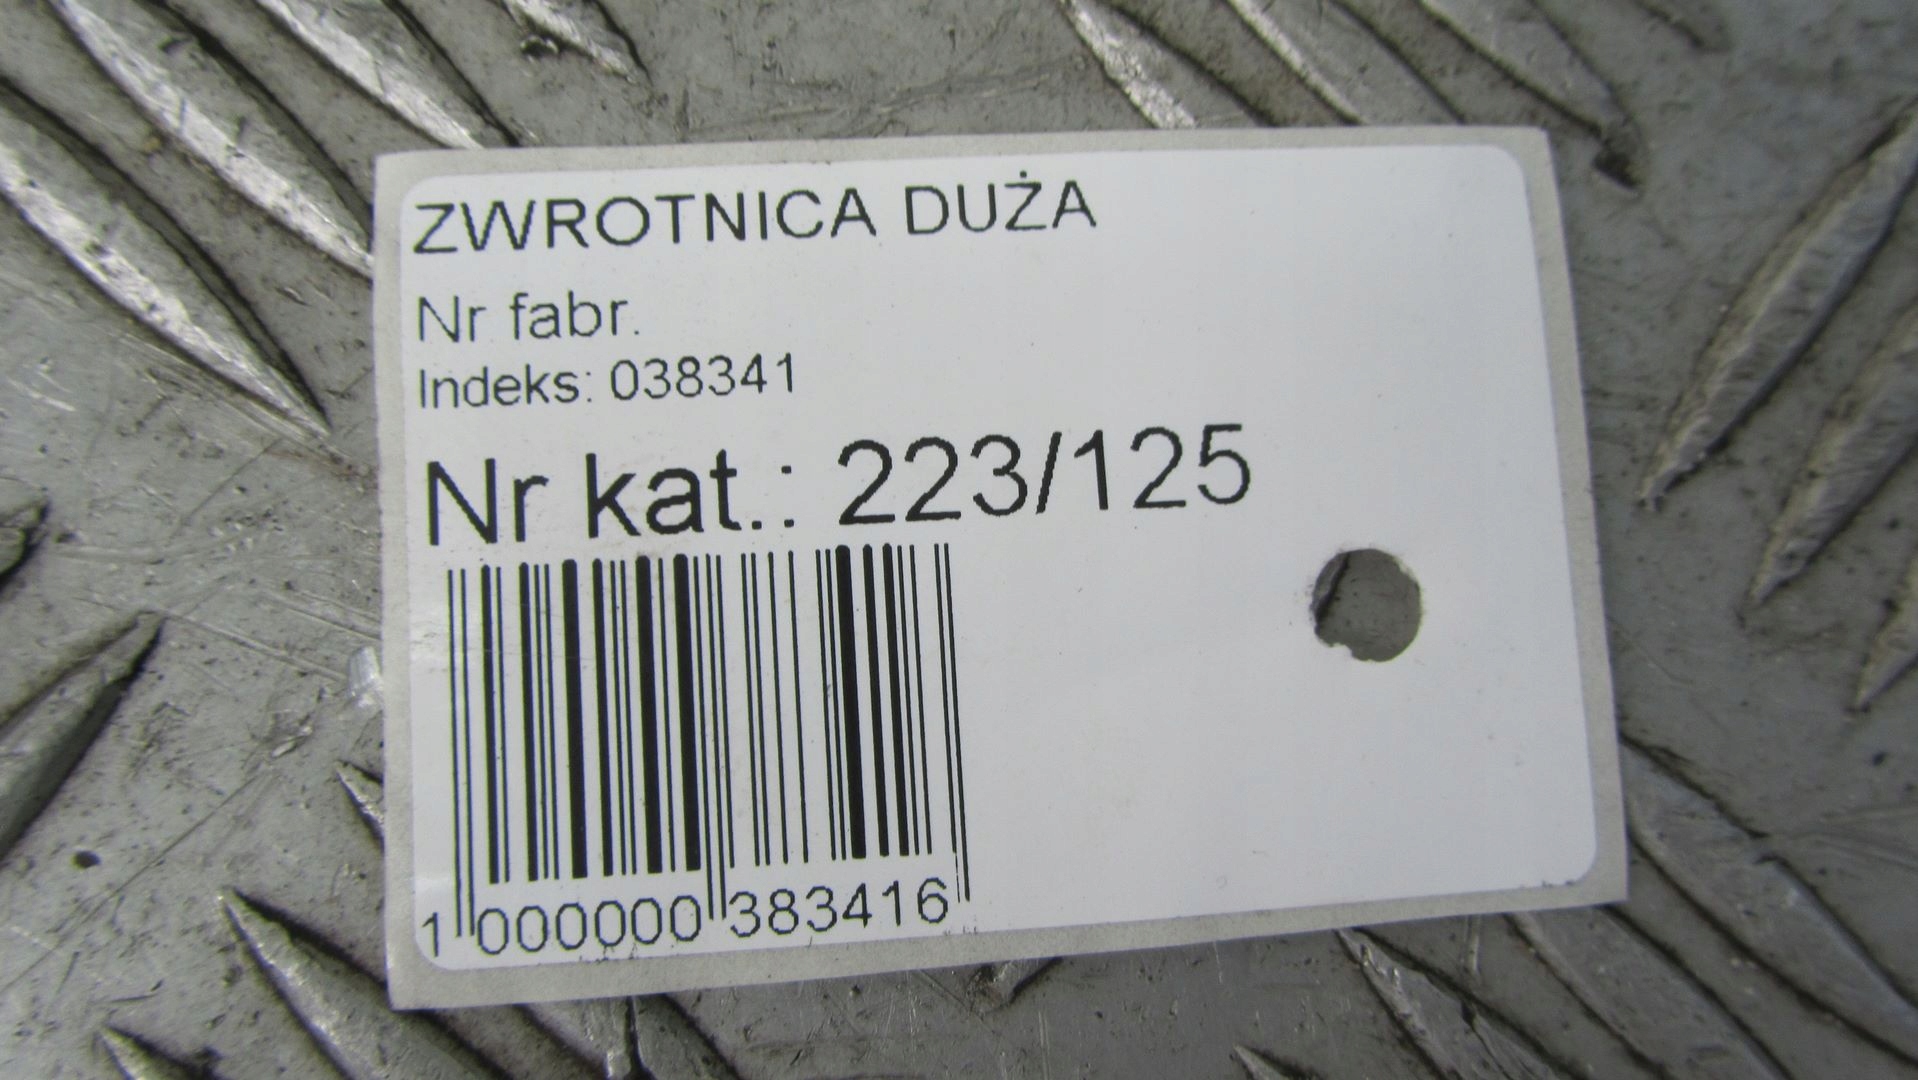 ZWROTNICA DUŻA
Nr fabr.
Indeks: 038341
Nr kat.: 223/125
1 000000 383416